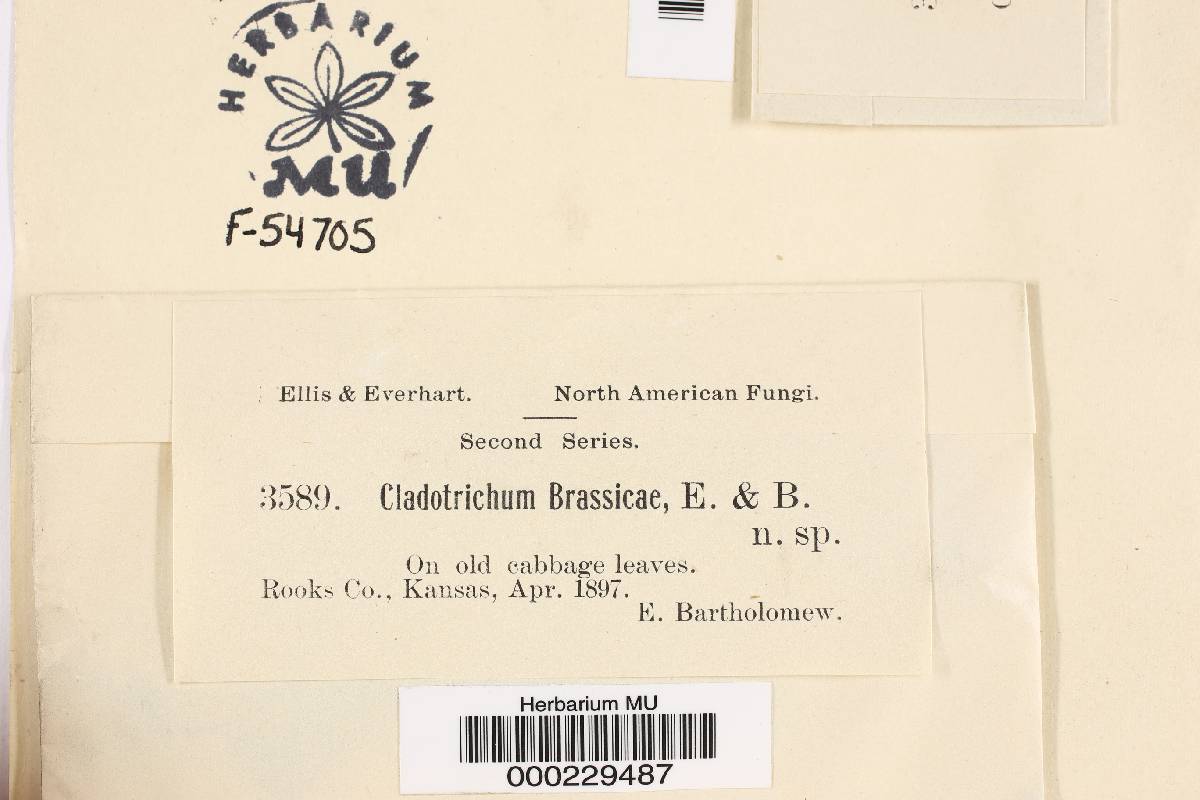 HERBARIUM
MU
F-54705
Ellis & Everhart. North American Fungi.
Second Series.
3589. Cladotrichum Brassicae, E. & B.
n. sp.
On old cabbage leaves.
Rooks Co., Kansas, Apr. 1897.
E. Bartholomew.
Herbarium MU
000229487